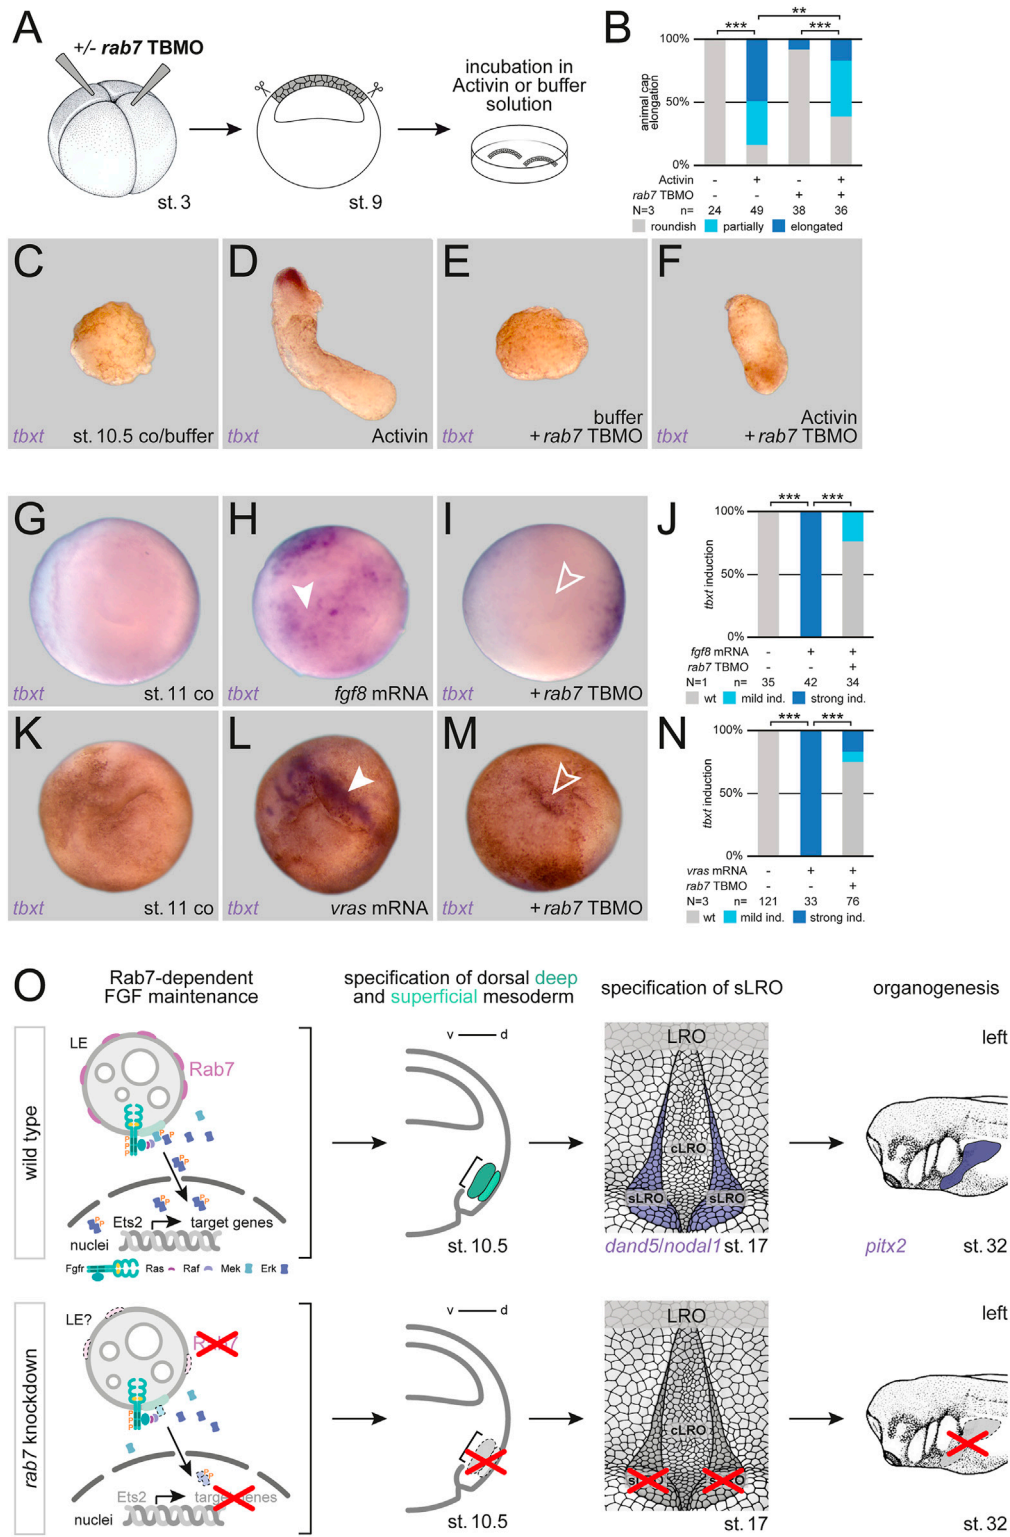 A
+/- rab7 TBMO
st. 3
st. 9
incubation in
Activin or buffer
solution
B
**
***
***
100%
50%
0%
animal cap
elongation
Activin - + - +
rab7 TBMO - - + +
N=3 n= 24 49 38 36
roundish partially elongated
C
tbxt
st. 10.5 co/buffer
D
tbxt
Activin
E
tbxt
buffer
+ rab7 TBMO
F
tbxt
Activin
+ rab7 TBMO
G
tbxt
st. 11 co
H
tbxt
fgf8 mRNA
I
tbxt
+ rab7 TBMO
J
***
***
100%
50%
0%
tbxt induction
fgf8 mRNA - + +
rab7 TBMO - - +
N=1 n= 35 42 34
wt mild ind. strong ind.
K
tbxt
st. 11 co
L
tbxt
vras mRNA
M
tbxt
+ rab7 TBMO
N
***
***
100%
50%
0%
tbxt induction
vras mRNA - + +
rab7 TBMO - - +
N=3 n= 121 33 76
wt mild ind. strong ind.
O
Rab7-dependent
FGF maintenance
specification of dorsal deep
and superficial mesoderm
specification of sLRO
organogenesis
wild type
LE
Rab7
P
P
P
P
P
P
P
P
P
P
P
P
P
Ets2
target genes
nuclei
Fgfr Ras Raf Mek Erk
v d
st. 10.5
LRO
cLRO
sLRO
sLRO
dand5/nodal1
st. 17
left
pitx2
st. 32
rab7 knockdown
LE?
Rab7
P
P
P
P
P
Ets2
target genes
nuclei
v d
st. 10.5
LRO
cLRO
sLRO
sLRO
st. 17
left
st. 32